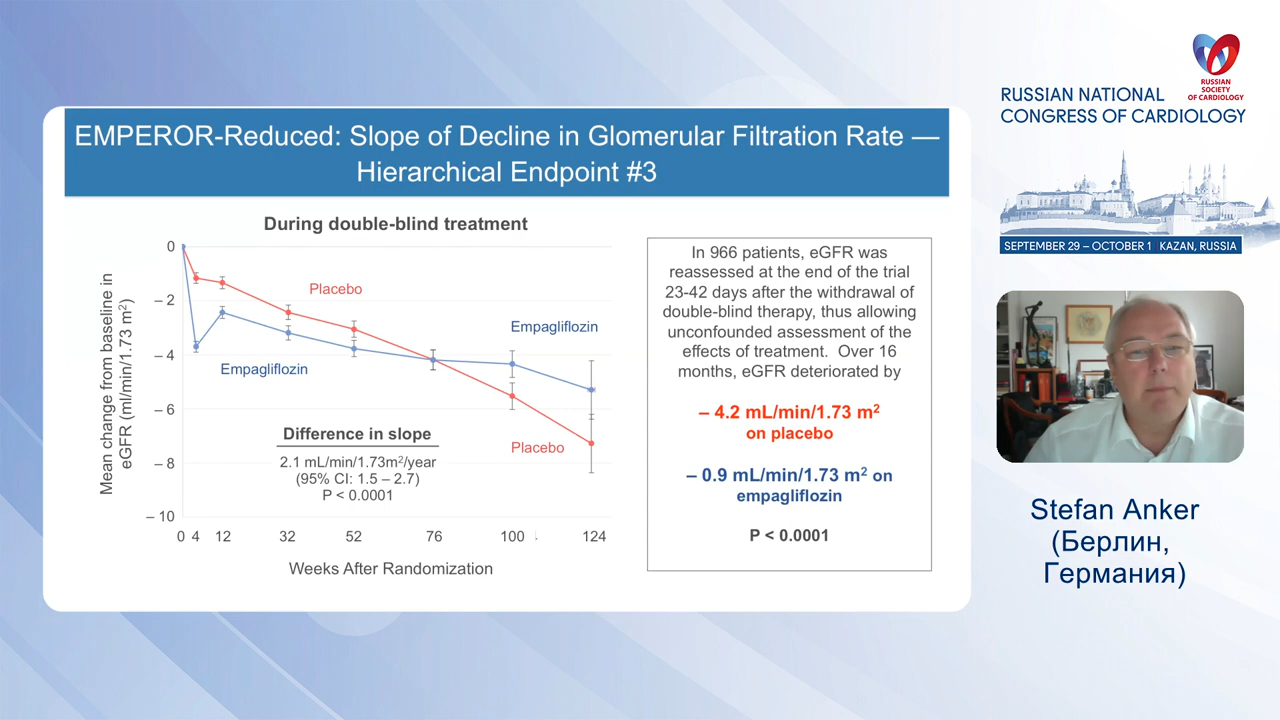 EMPEROR-Reduced: Slope of Decline in Glomerular Filtration Rate —
Hierarchical Endpoint #3
During double-blind treatment
Mean change from baseline in
eGFR (ml/min/1.73 m²)
0
– 2
– 4
– 6
– 8
– 10
Placebo
Empagliflozin
Empagliflozin
Placebo
Difference in slope
2.1 mL/min/1.73m²/year
(95% CI: 1.5 – 2.7)
P < 0.0001
0 4 12 32 52 76 100 124
Weeks After Randomization
In 966 patients, eGFR was
reassessed at the end of the trial
23-42 days after the withdrawal of
double-blind therapy, thus allowing
unconfounded assessment of the
effects of treatment. Over 16
months, eGFR deteriorated by
– 4.2 mL/min/1.73 m²
on placebo
– 0.9 mL/min/1.73 m² on
empagliflozin
P < 0.0001
RUSSIAN
SOCIETY
OF CARDIOLOGY
RUSSIAN NATIONAL
CONGRESS OF CARDIOLOGY
SEPTEMBER 29 – OCTOBER 1 KAZAN, RUSSIA
Stefan Anker
(Берлин,
Германия)